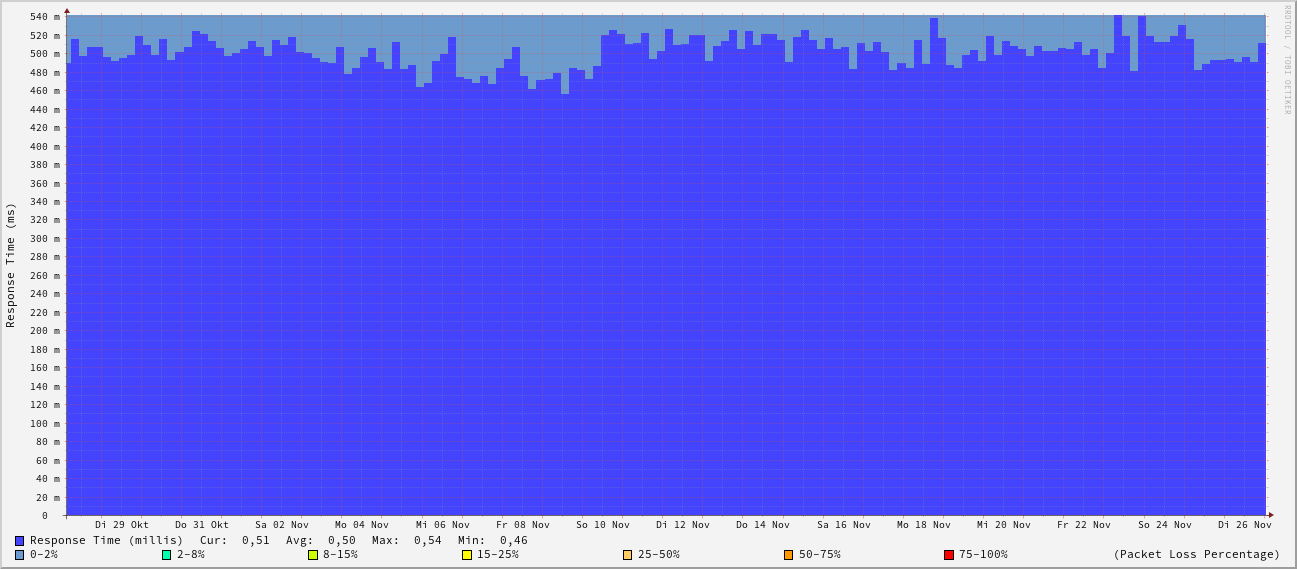 540 m
520 m
500 m
480 m
460 m
440 m
420 m
400 m
380 m
360 m
340 m
320 m
300 m
280 m
260 m
240 m
220 m
200 m
180 m
160 m
140 m
120 m
100 m
80 m
60 m
40 m
20 m
0
Response Time (ms)
RRDTOOL / TOBI OETIKER
Di 29 Okt Do 31 Okt Sa 02 Nov Mo 04 Nov Mi 06 Nov Fr 08 Nov So 10 Nov Di 12 Nov Do 14 Nov Sa 16 Nov Mo 18 Nov Mi 20 Nov Fr 22 Nov So 24 Nov Di 26 Nov
Response Time (millis) Cur: 0,51 Avg: 0,50 Max: 0,54 Min: 0,46
0-2% 2-8% 8-15% 15-25% 25-50% 50-75% 75-100% (Packet Loss Percentage)